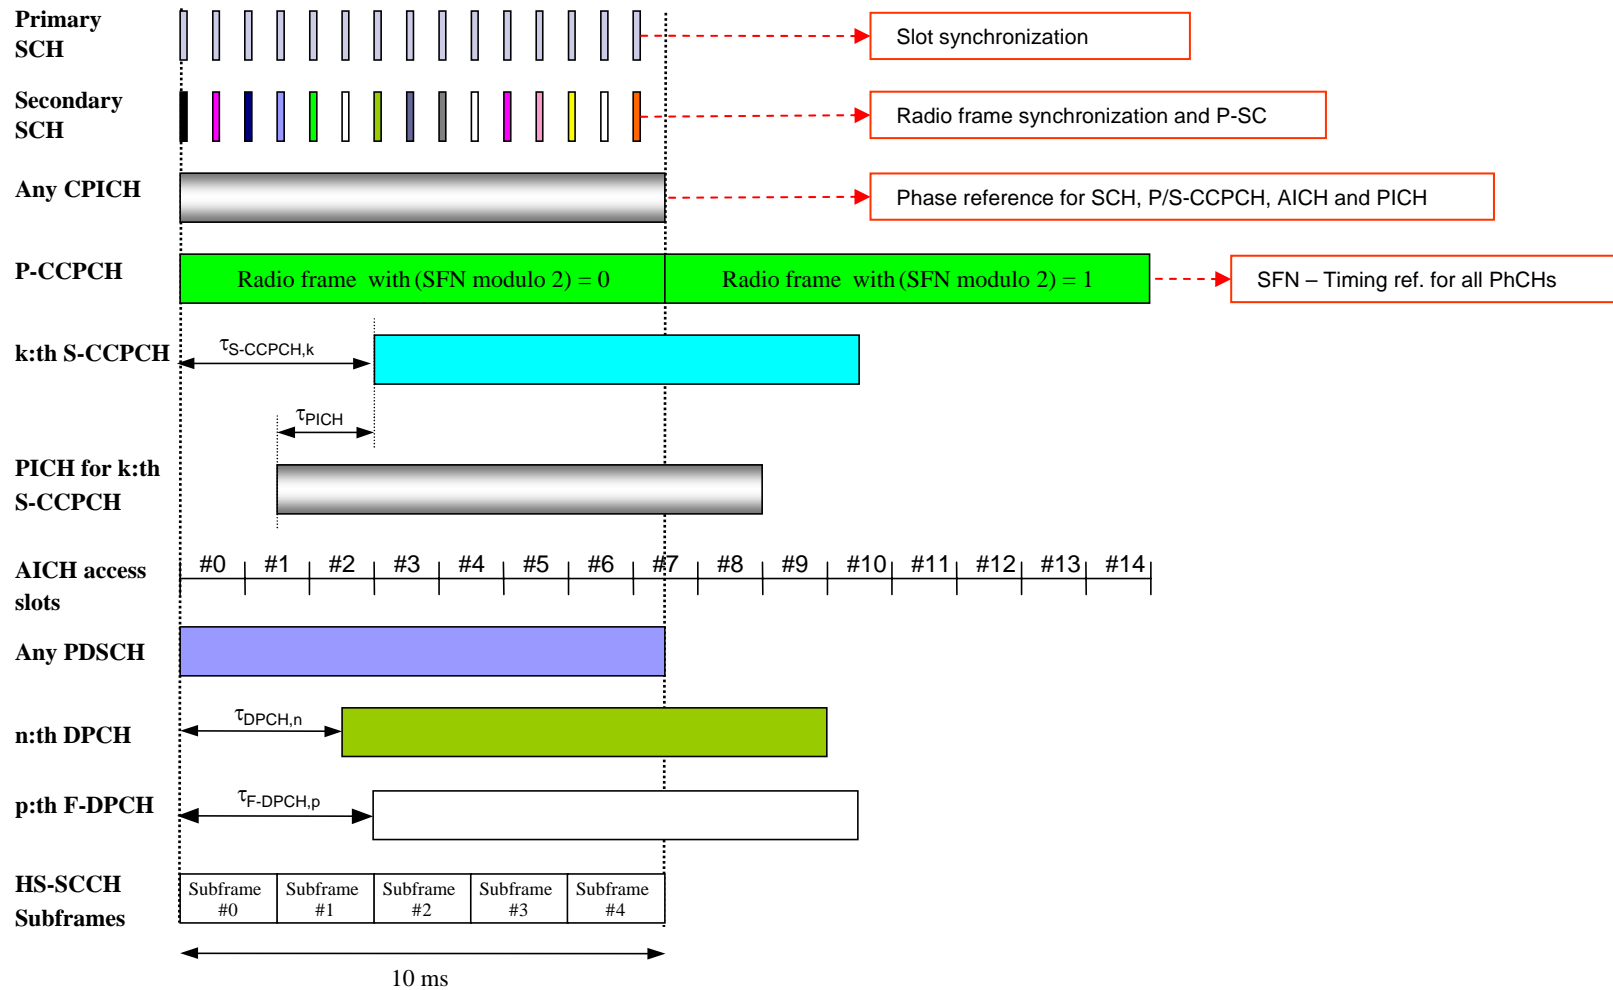 Primary
SCH
Slot synchronization
Secondary
SCH
Radio frame synchronization and P-SC
Any CPICH
Phase reference for SCH, P/S-CCPCH, AICH and PICH
P-CCPCH
Radio frame with (SFN modulo 2) = 0
Radio frame with (SFN modulo 2) = 1
SFN – Timing ref. for all PhCHs
k:th S-CCPCH
τS-CCPCH,k
τPICH
PICH for k:th
S-CCPCH
AICH access
slots
#0 #1 #2 #3 #4 #5 #6 #7 #8 #9 #10 #11 #12 #13 #14
Any PDSCH
n:th DPCH
τDPCH,n
p:th F-DPCH
τF-DPCH,p
HS-SCCH
Subframes
Subframe
#0
Subframe
#1
Subframe
#2
Subframe
#3
Subframe
#4
10 ms